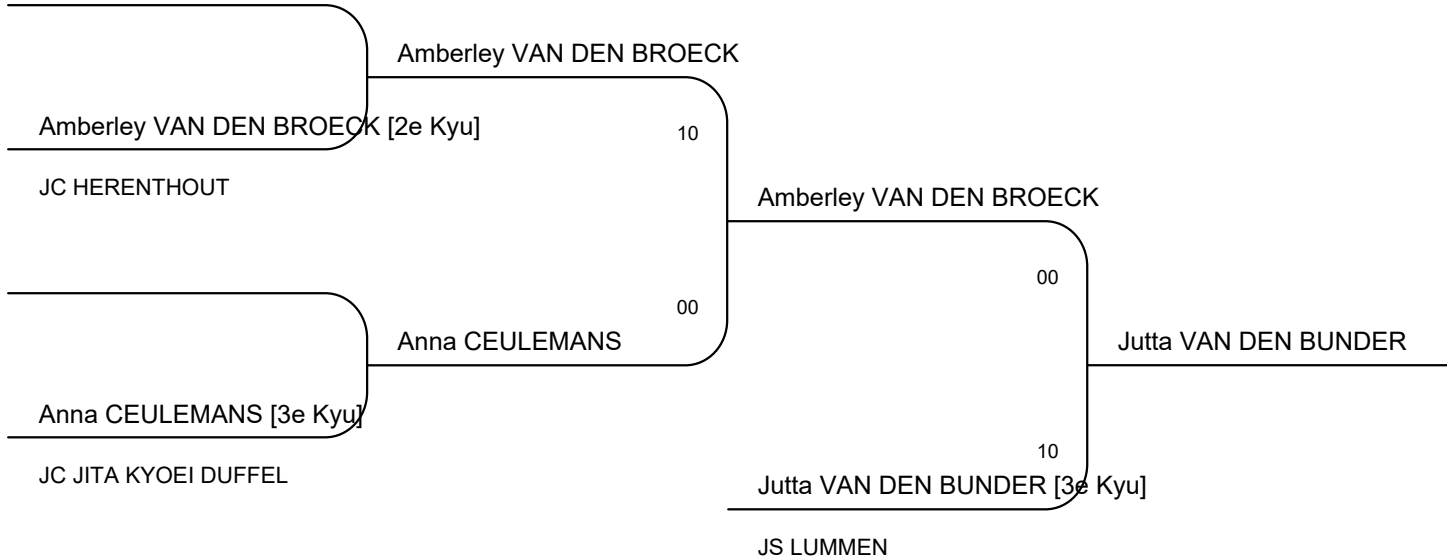 Amberley VAN DEN BROECK
Amberley VAN DEN BROECK [2e Kyu]
10
JC HERENTHOUT
Amberley VAN DEN BROECK
00
00
Anna CEULEMANS
Jutta VAN DEN BUNDER
Anna CEULEMANS [3e Kyu]
10
JC JITA KYOEI DUFFEL
Jutta VAN DEN BUNDER [3e Kyu]
JS LUMMEN